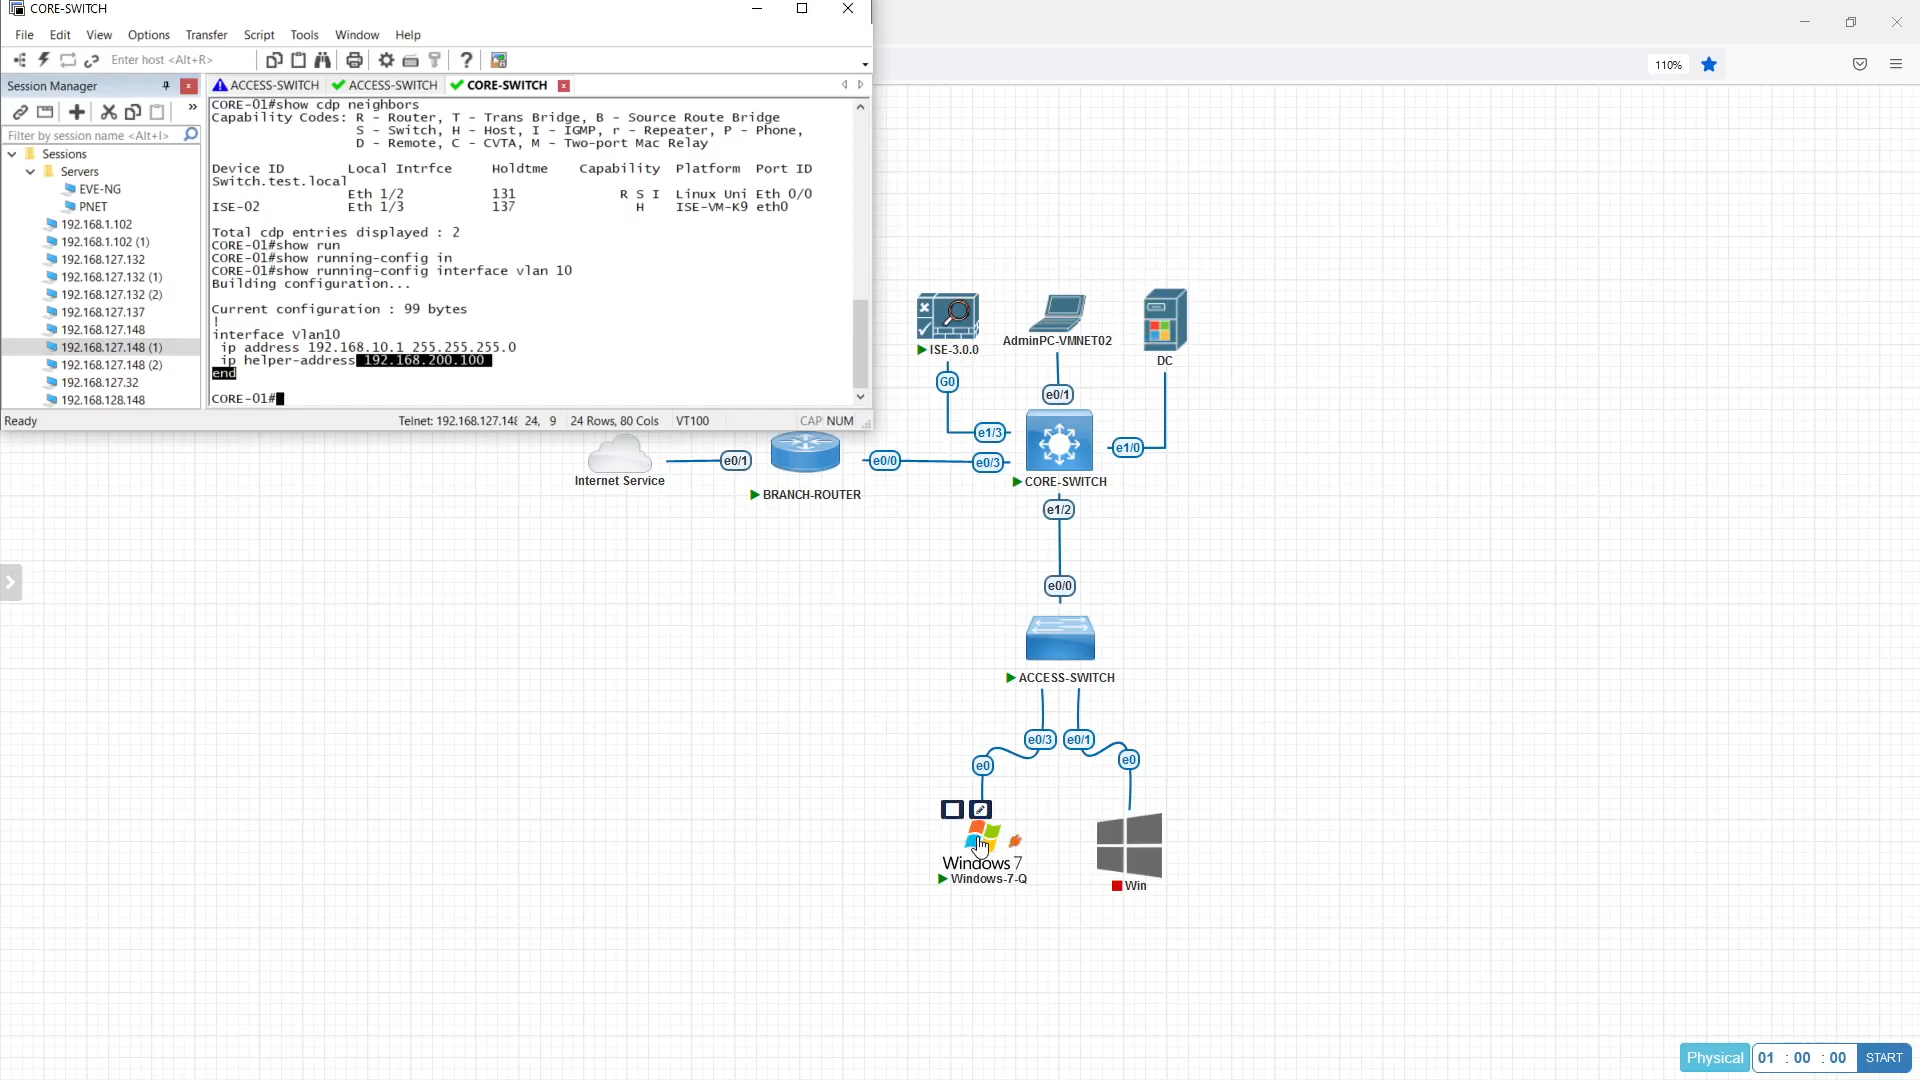 CORE-SWITCH
File Edit View Options Transfer Script Tools Window Help
Enter host <Alt+R>
110%
Session Manager
ACCESS-SWITCH ACCESS-SWITCH CORE-SWITCH
Filter by session name <Alt+I>
Sessions
Servers
EVE-NG
PNET
192.168.1.102
192.168.1.102 (1)
192.168.127.132
192.168.127.132 (1)
192.168.127.132 (2)
192.168.127.137
192.168.127.148
192.168.127.148 (1)
192.168.127.148 (2)
192.168.127.32
192.168.128.148
CORE-01#show cdp neighbors
Capability Codes: R - Router, T - Trans Bridge, B - Source Route Bridge
S - Switch, H - Host, I - IGMP, r - Repeater, P - Phone,
D - Remote, C - CVTA, M - Two-port Mac Relay
Device ID Local Intrfce Holdtme Capability Platform Port ID
Switch.test.local
Eth 1/2 131 R S I Linux Uni Eth 0/0
ISE-02 Eth 1/3 137 H ISE-VM-K9 eth0
Total cdp entries displayed : 2
CORE-01#show run
CORE-01#show running-config in
CORE-01#show running-config interface vlan 10
Building configuration...
Current configuration : 99 bytes
!
interface Vlan10
ip address 192.168.10.1 255.255.255.0
ip helper-address 192.168.200.100
end
CORE-01#
Ready Telnet: 192.168.127.148 24, 9 24 Rows, 80 Cols VT100 CAP NUM
ISE-3.0.0
AdminPC-VMNET02
DC
G0
e0/1
e1/3
e1/0
Internet Service
e0/1
e0/0
e0/3
BRANCH-ROUTER
CORE-SWITCH
e1/2
e0/0
ACCESS-SWITCH
e0/3 e0/1
e0
e0
Windows 7
Windows-7-Q
Win
Physical 01 : 00 : 00 START